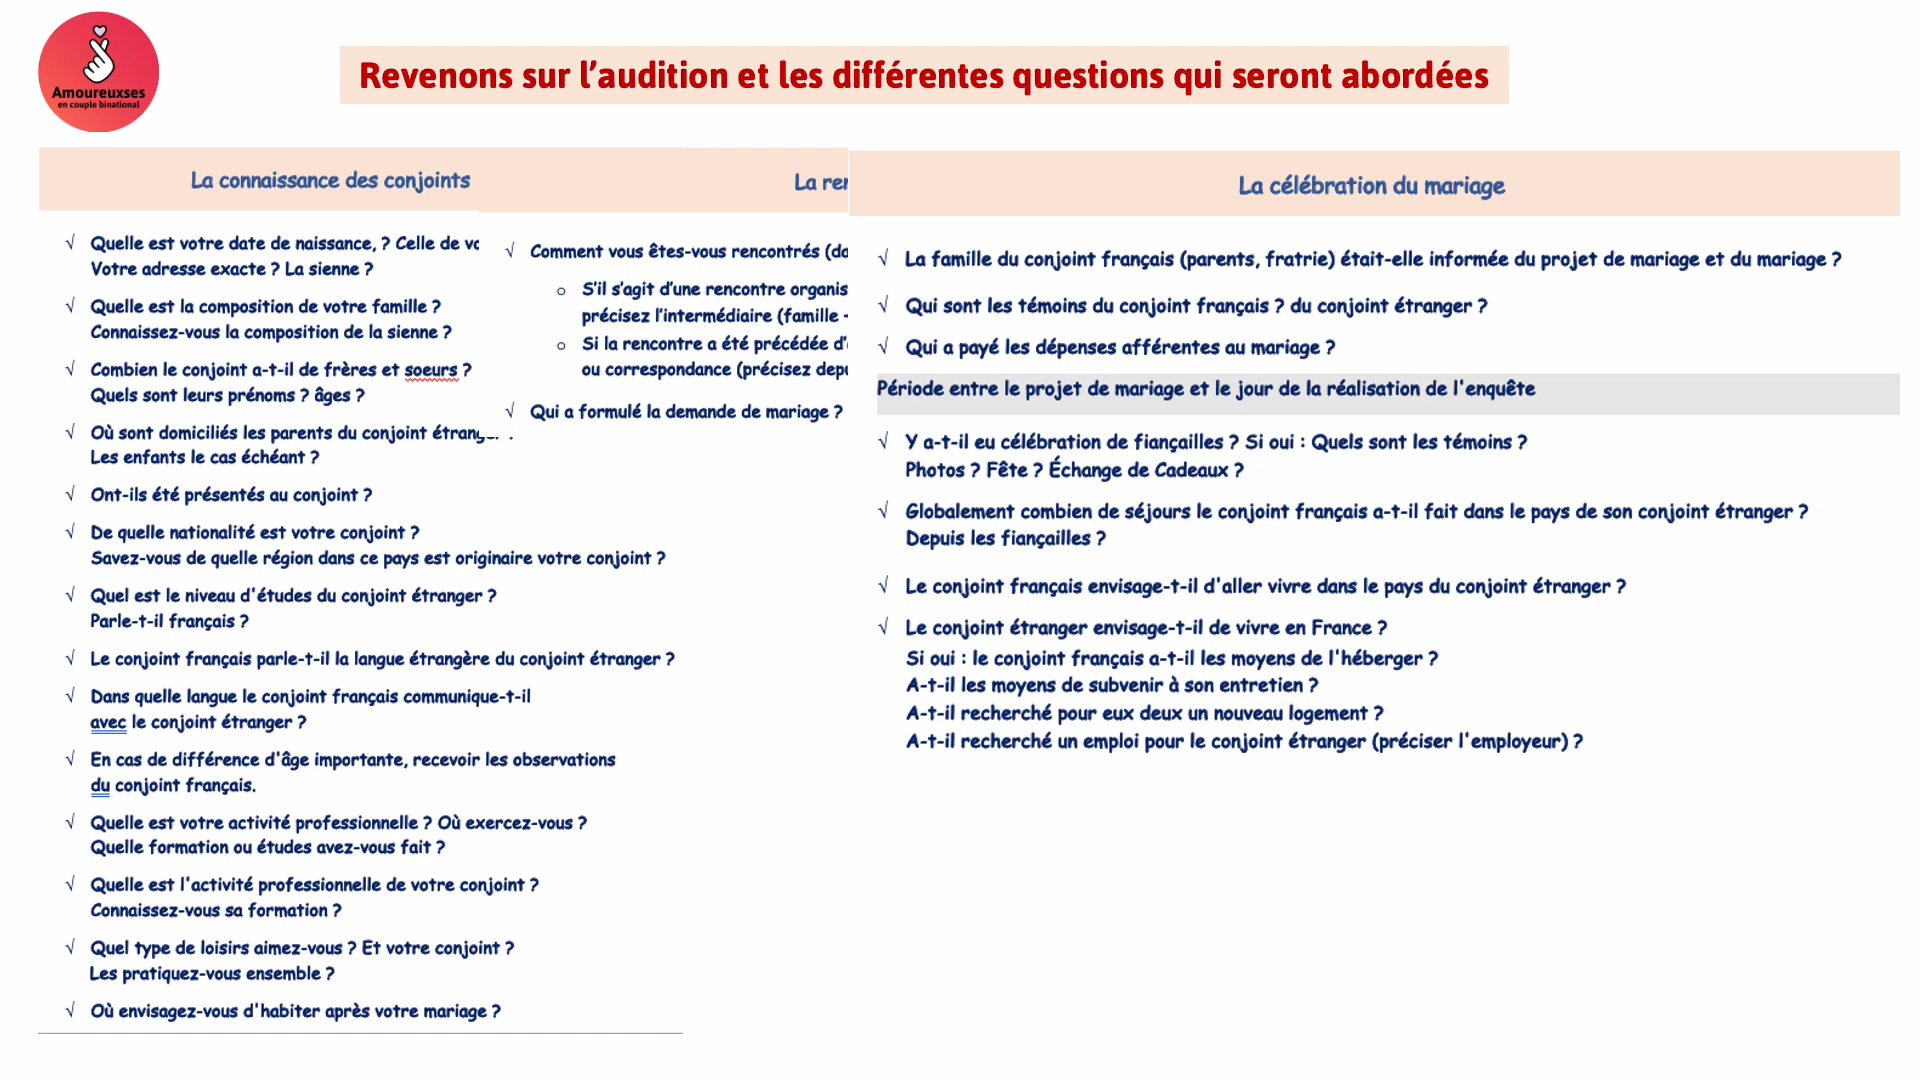 Amoureuxses
en couple binational
Revenons sur l’audition et les différentes questions qui seront abordées
La connaissance des conjoints
√ Quelle est votre date de naissance, ? Celle de
Votre adresse exacte ? La sienne ?
√ Quelle est la composition de votre famille ?
Connaissez-vous la composition de la sienne ?
√ Combien le conjoint a-t-il de frères et soeurs ?
Quels sont leurs prénoms ? âges ?
√ Où sont domiciliés les parents du conjoint
Les enfants le cas échéant ?
√ Ont-ils été présentés au conjoint ?
√ De quelle nationalité est votre conjoint ?
Savez-vous de quelle région dans ce pays est originaire votre conjoint ?
√ Quel est le niveau d'études du conjoint étranger ?
Parle-t-il français ?
√ Le conjoint français parle-t-il la langue étrangère du conjoint étranger ?
√ Dans quelle langue le conjoint français communique-t-il
avec le conjoint étranger ?
√ En cas de différence d'âge importante, recevoir les observations
du conjoint français.
√ Quelle est votre activité professionnelle ? Où exercez-vous ?
Quelle formation ou études avez-vous fait ?
√ Quelle est l'activité professionnelle de votre conjoint ?
Connaissez-vous sa formation ?
√ Quel type de loisirs aimez-vous ? Et votre conjoint ?
Les pratiquez-vous ensemble ?
√ Où envisagez-vous d'habiter après votre mariage ?
La
√ Comment vous êtes-vous rencontrés
o S’il s’agit d’une rencontre
précisez l’intermédiaire (famille -
o Si la rencontre a été précédée
ou correspondance (précisez
√ Qui a formulé la demande de mariage ?
La célébration du mariage
√ La famille du conjoint français (parents, fratrie) était-elle informée du projet de mariage et du mariage ?
√ Qui sont les témoins du conjoint français ? du conjoint étranger ?
√ Qui a payé les dépenses afférentes au mariage ?
Période entre le projet de mariage et le jour de la réalisation de l'enquête
√ Y a-t-il eu célébration de fiançailles ? Si oui : Quels sont les témoins ?
Photos ? Fête ? Échange de Cadeaux ?
√ Globalement combien de séjours le conjoint français a-t-il fait dans le pays de son conjoint étranger ?
Depuis les fiançailles ?
√ Le conjoint français envisage-t-il d'aller vivre dans le pays du conjoint étranger ?
√ Le conjoint étranger envisage-t-il de vivre en France ?
Si oui : le conjoint français a-t-il les moyens de l'héberger ?
A-t-il les moyens de subvenir à son entretien ?
A-t-il recherché pour eux deux un nouveau logement ?
A-t-il recherché un emploi pour le conjoint étranger (préciser l'employeur) ?